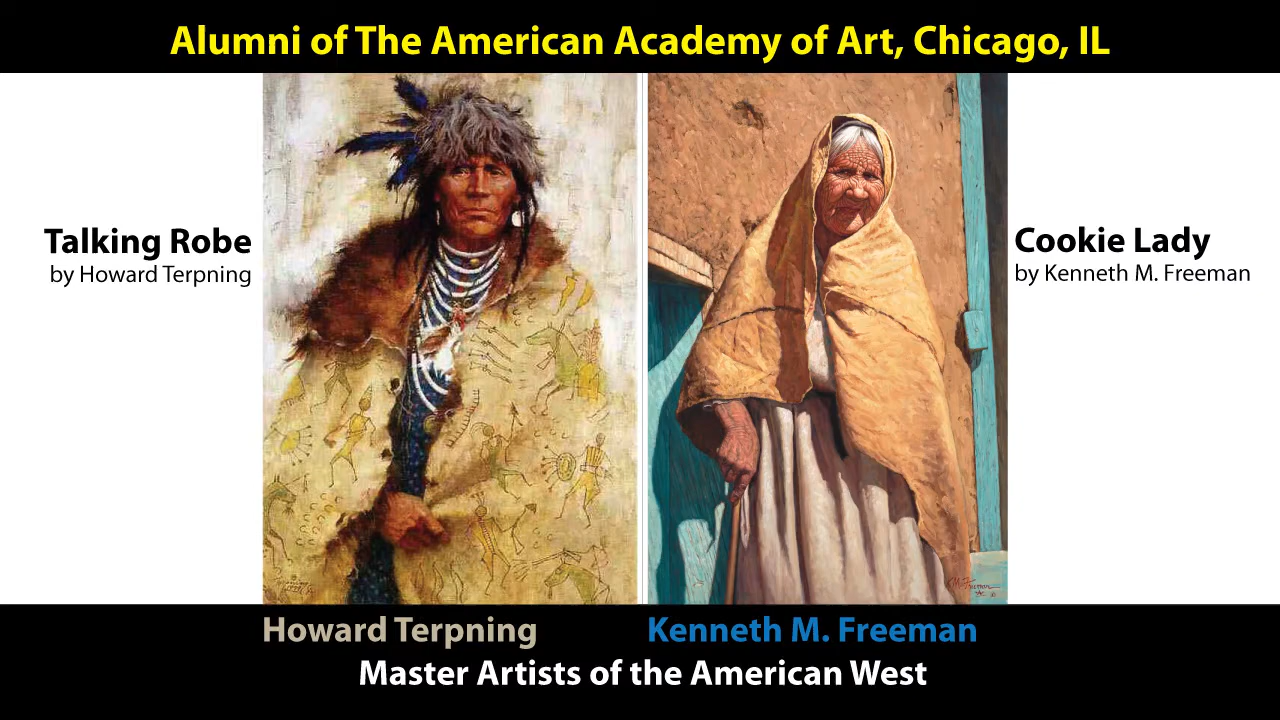 Alumni of The American Academy of Art, Chicago, IL
Talking Robe
by Howard Terpning
Cookie Lady
by Kenneth M. Freeman
Howard Terpning
Kenneth M. Freeman
Master Artists of the American West